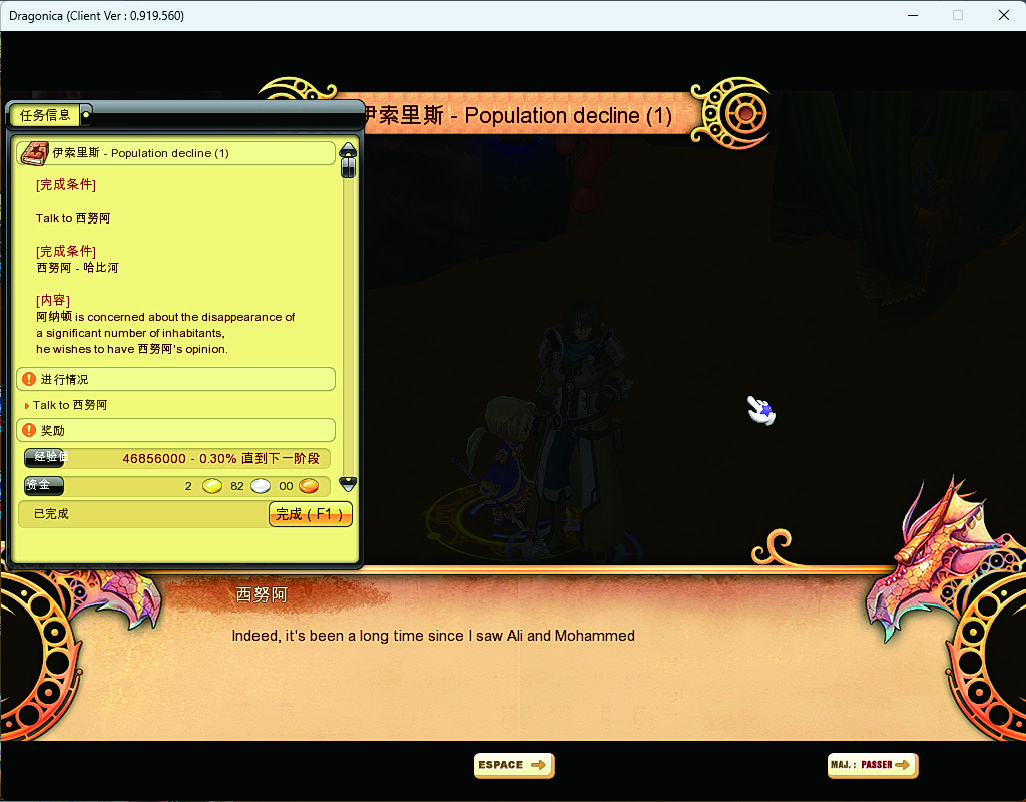 Dragonica (Client Ver : 0.919.560)
伊索里斯 - Population decline (1)
任务信息
伊索里斯 - Population decline (1)
[完成条件]
Talk to 西努阿
[完成条件]
西努阿 - 哈比河
[内容]
阿纳顿 is concerned about the disappearance of
a significant number of inhabitants,
he wishes to have 西努阿's opinion.
进行情况
Talk to 西努阿
奖励
经验值 46856000 - 0.30% 直到下一阶段
资金 2 82 00
已完成 完成 ( F1 )
西努阿
Indeed, it's been a long time since I saw Ali and Mohammed
ESPACE
MAJ. : PASSER